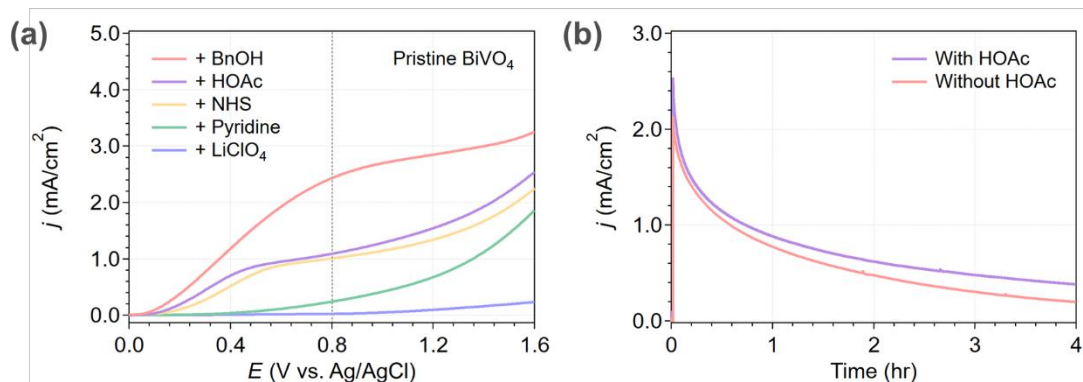 (a)
5.0
4.0
3.0
2.0
1.0
0.0
j (mA/cm²)
+ BnOH
+ HOAc
+ NHS
+ Pyridine
+ LiClO₄
Pristine BiVO₄
0.0 0.4 0.8 1.2 1.6
E (V vs. Ag/AgCl)
(b)
3.0
2.0
1.0
0.0
j (mA/cm²)
With HOAc
Without HOAc
0 1 2 3 4
Time (hr)